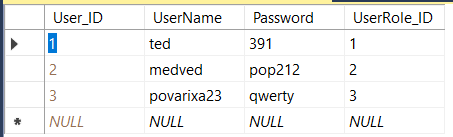 User_ID UserName Password UserRole_ID
1 ted 391 1
2 medved pop212 2
3 povarixa23 qwerty 3
NULL NULL NULL NULL